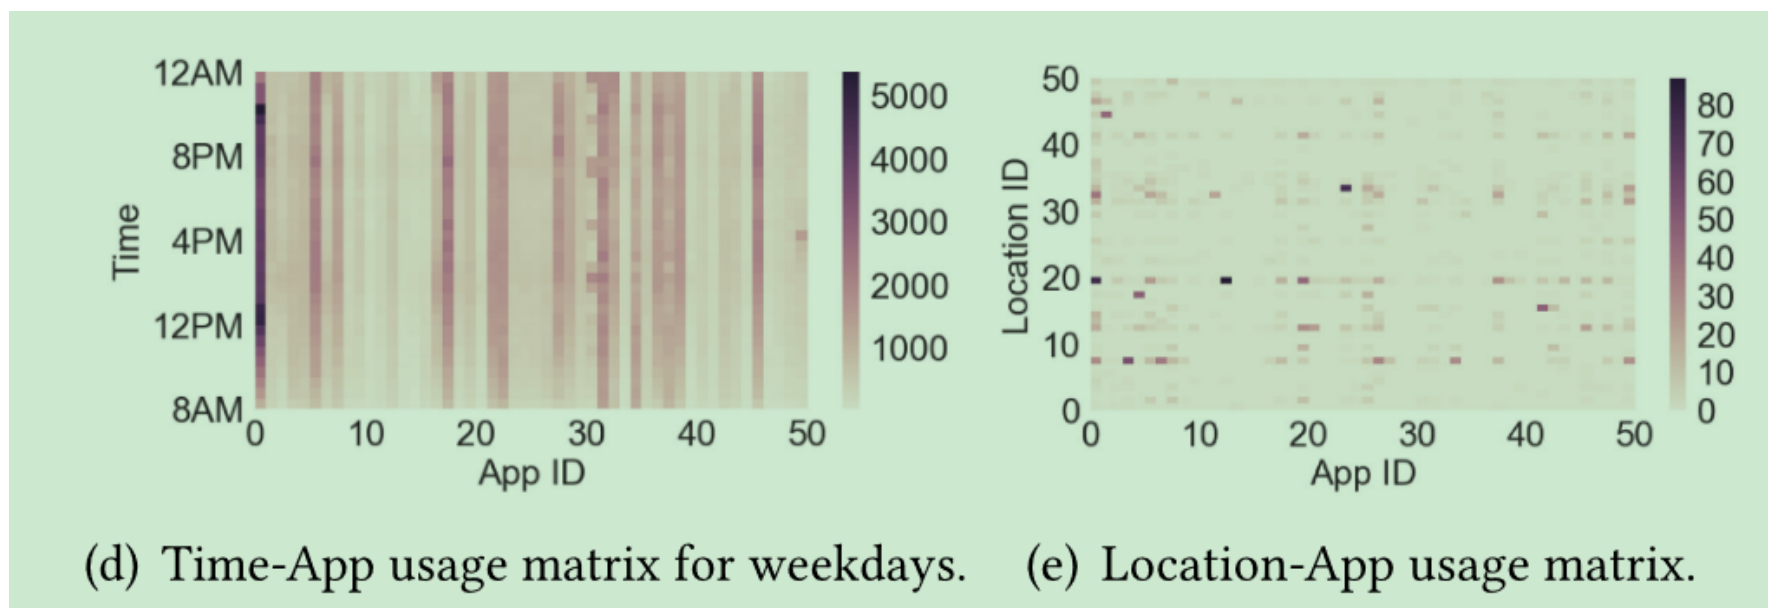 12AM
8PM
4PM
12PM
8AM
Time
0 10 20 30 40 50
App ID
5000
4000
3000
2000
1000
50
40
30
20
10
0
Location ID
0 10 20 30 40 50
App ID
80
70
60
50
40
30
20
10
0
(d) Time-App usage matrix for weekdays.
(e) Location-App usage matrix.